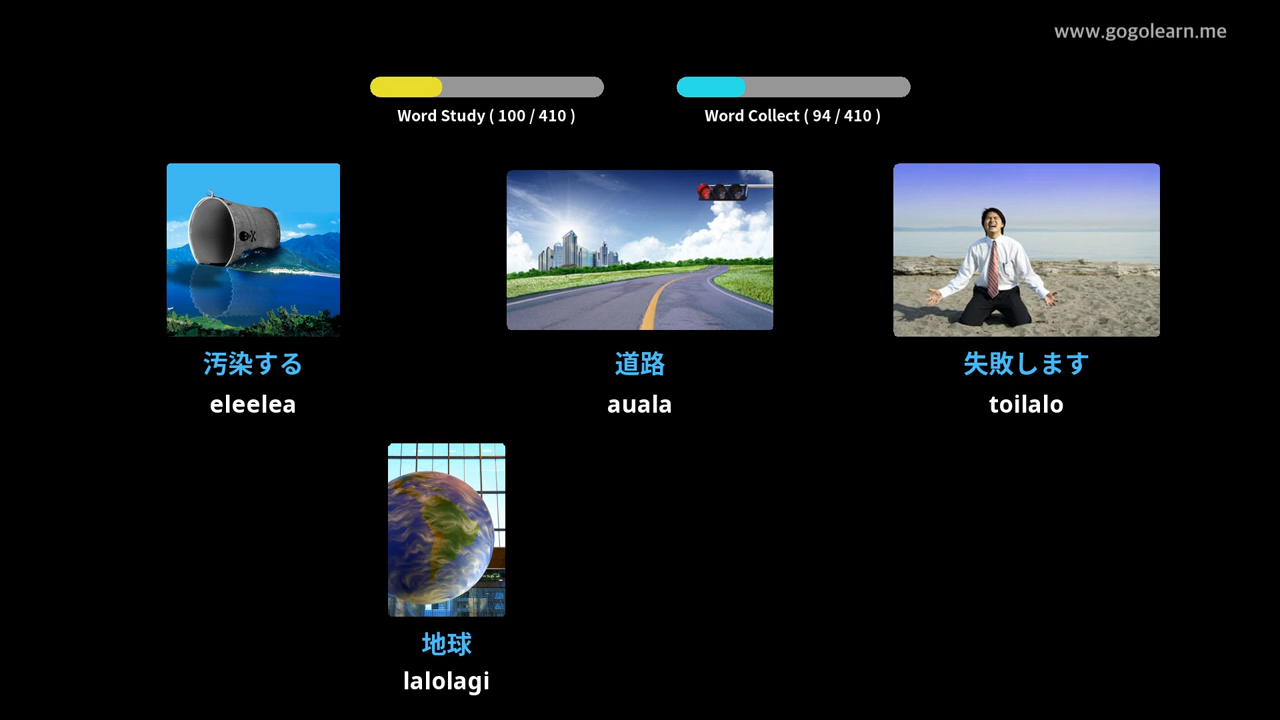 www.gogolearn.me
Word Study ( 100 / 410 )
Word Collect ( 94 / 410 )
汚染する
eleelea
道路
auala
失敗します
toilalo
地球
lalolagi